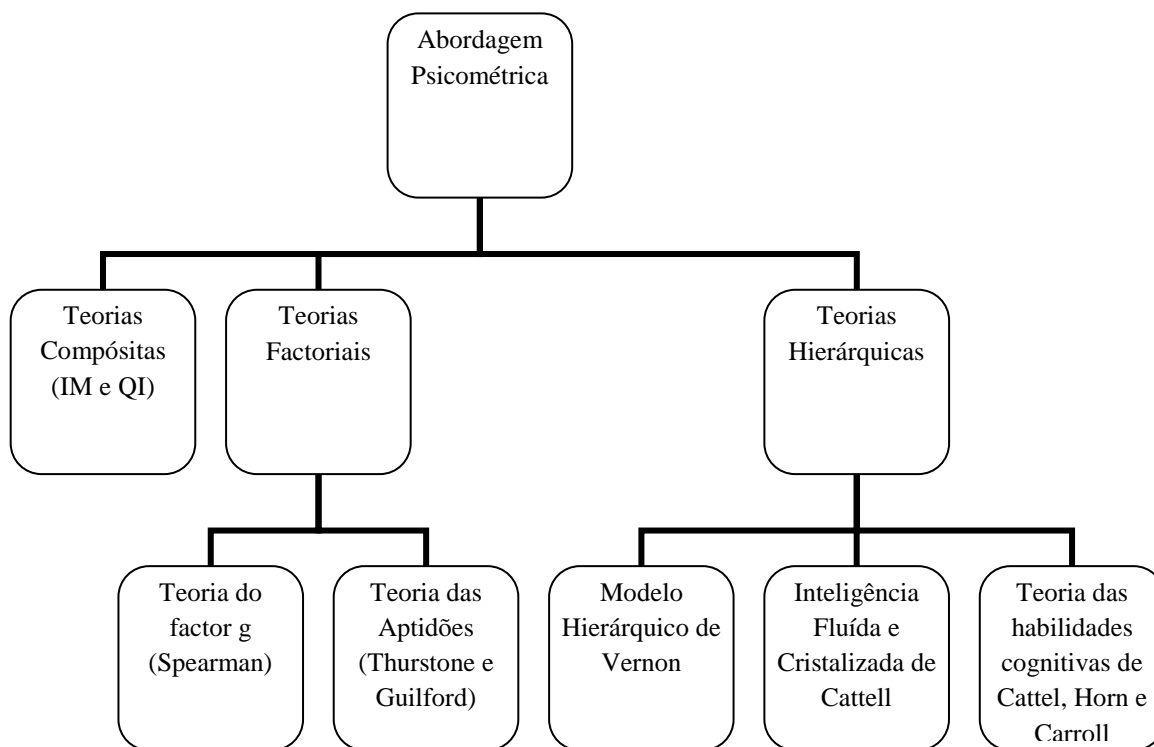 Abordagem
Psicométrica
Teorias
Compósitas
(IM e QI)
Teorias
Factoriais
Teorias
Hierárquicas
Teoria do
factor g
(Spearman)
Teoria das
Aptidões
(Thurstone e
Guilford)
Modelo
Hierárquico de
Vernon
Inteligência
Fluída e
Cristalizada de
Cattell
Teoria das
habilidades
cognitivas de
Cattel, Horn e
Carroll